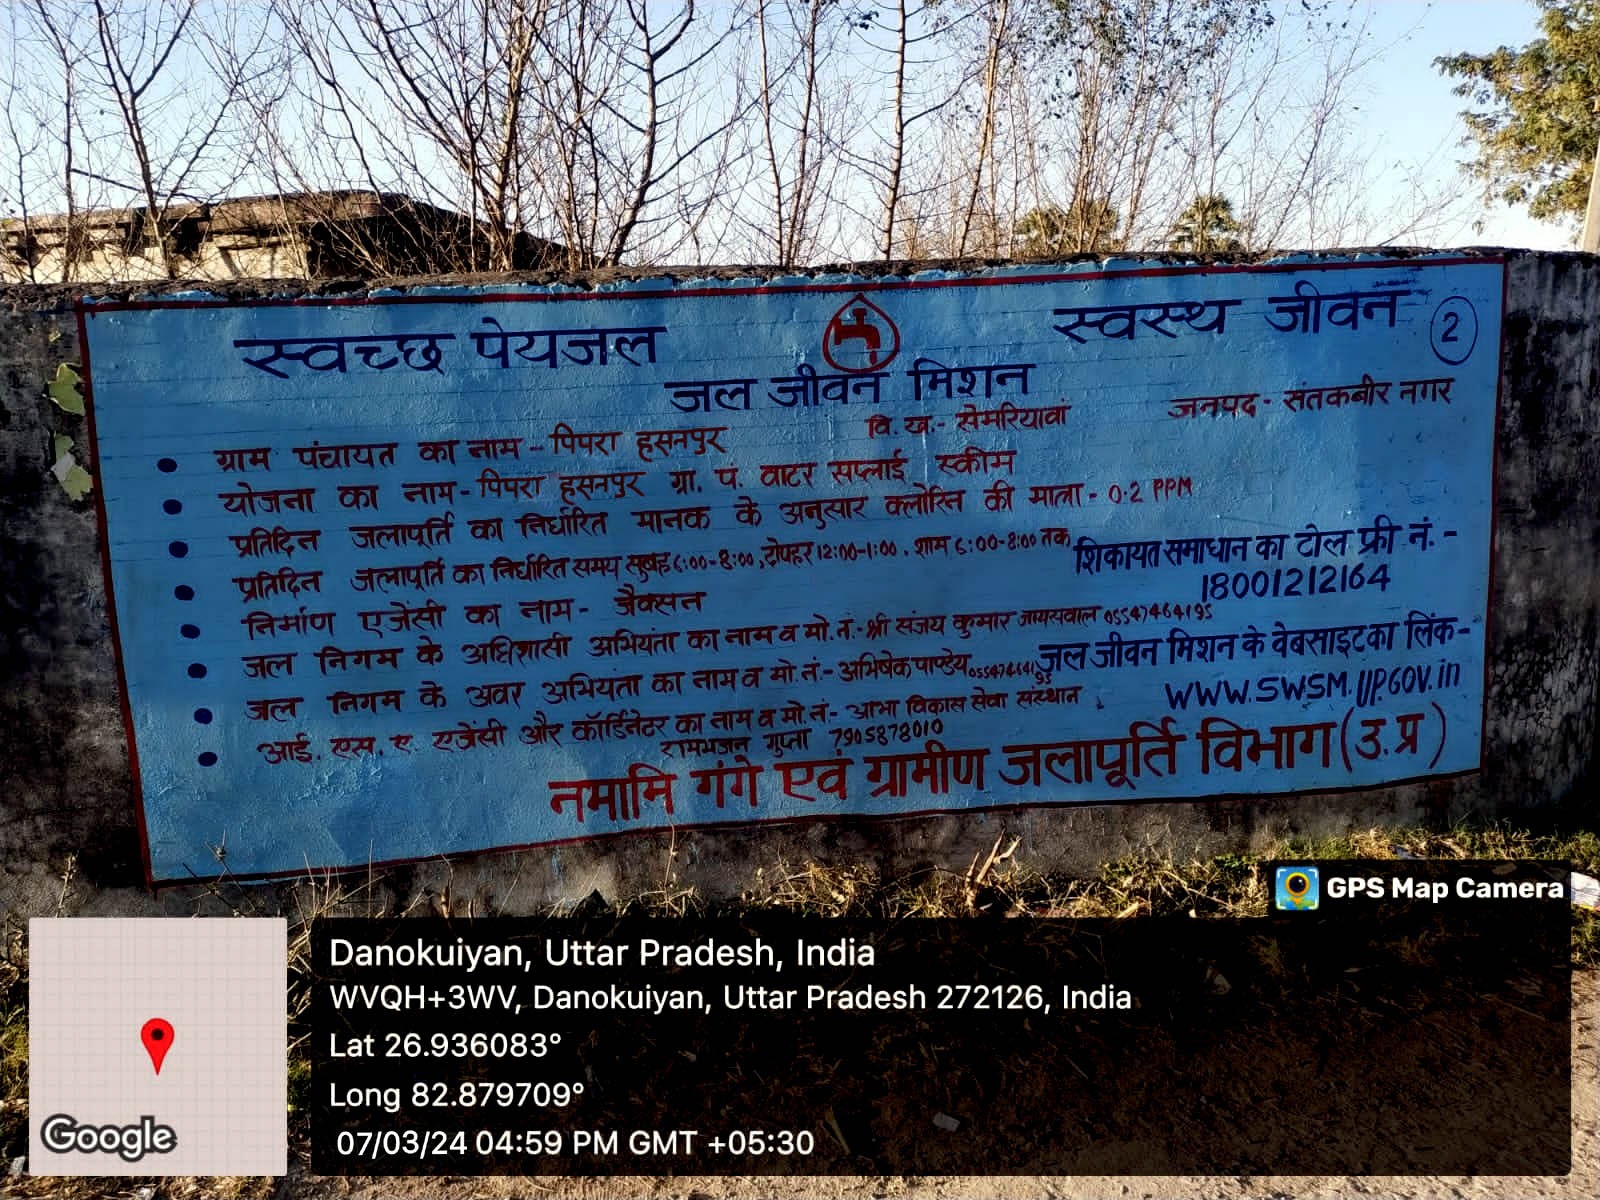 स्वच्छ पेयजल
स्वस्थ जीवन
2
जल जीवन मिशन
ग्राम पंचायत का नाम - पिपरा हसनपुर वि.ख.- सेमरियावां जनपद - संतकबीर नगर
योजना का नाम - पिपरा हसनपुर ग्रा. पं. वाटर सप्लाई स्कीम
प्रतिदिन जलापूर्ति का निर्धारित मानक के अनुसार क्लोरिन की मात्रा - 0.2 PPM
प्रतिदिन जलापूर्ति का निर्धारित समय सुबह 6:00-8:00, दोपहर 12:00-1:00, शाम 6:00-8:00 तक
निर्माण एजेंसी का नाम - जैक्सन
जल निगम के अधिशासी अभियंता का नाम व मो. नं.- श्री संजय कुमार जायसवाल 05547464195
जल निगम के अवर अभियंता का नाम व मो. नं.- अभिषेक पाण्डेय 05547464195
आई. एस. ए. एजेंसी और कॉर्डिनेटर का नाम व मो. नं.- आभा विकास सेवा संस्थान
रामभजन गुप्ता 7905878010
शिकायत समाधान का टोल फ्री नं.-
18001212164
जल जीवन मिशन के वेबसाइट का लिंक-
WWW.SWSM.UP.GOV.in
नमामि गंगे एवं ग्रामीण जलापूर्ति विभाग (उ.प्र)
GPS Map Camera
Danokuiyan, Uttar Pradesh, India
WVQH+3WV, Danokuiyan, Uttar Pradesh 272126, India
Lat 26.936083°
Long 82.879709°
07/03/24 04:59 PM GMT +05:30
Google